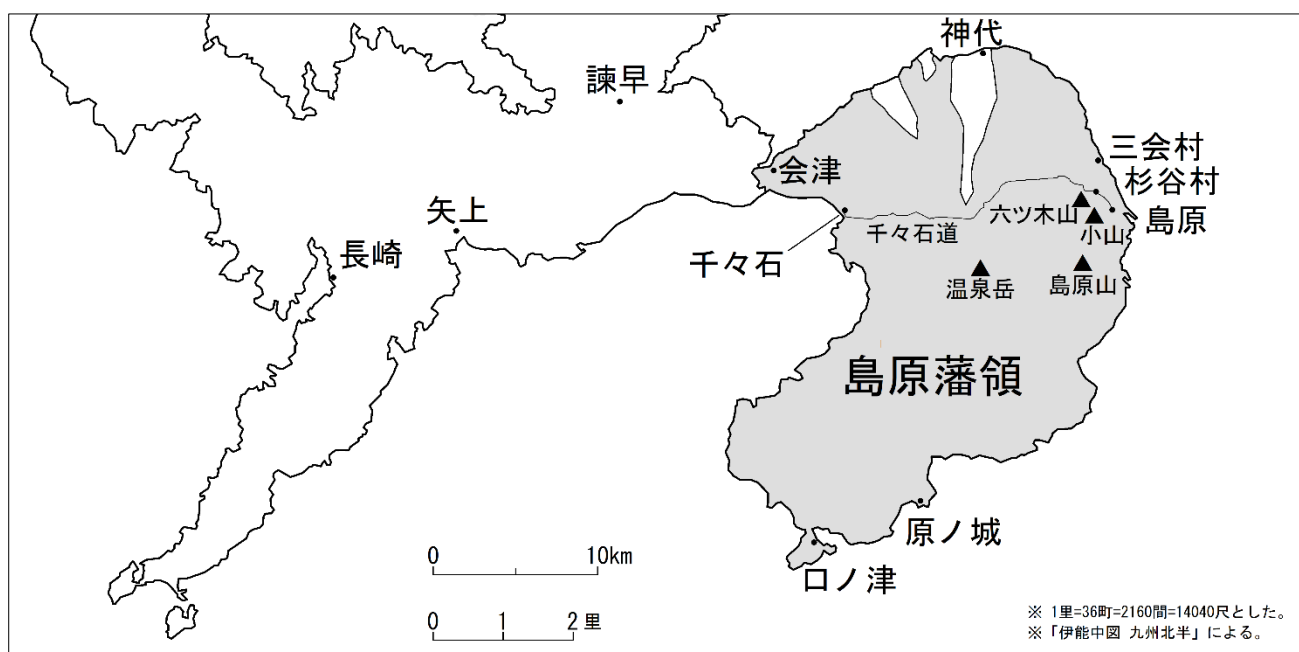 神代
諫早
三会村
会津
杉谷村
六ツ木山
島原
矢上
千々石道
小山
長崎
千々石
温泉岳
島原山
島原藩領
原ノ城
口ノ津
0 10km
0 1 2 里
※ 1里=36町=2160間=14040尺とした。
※「伊能中図 九州北半」による。